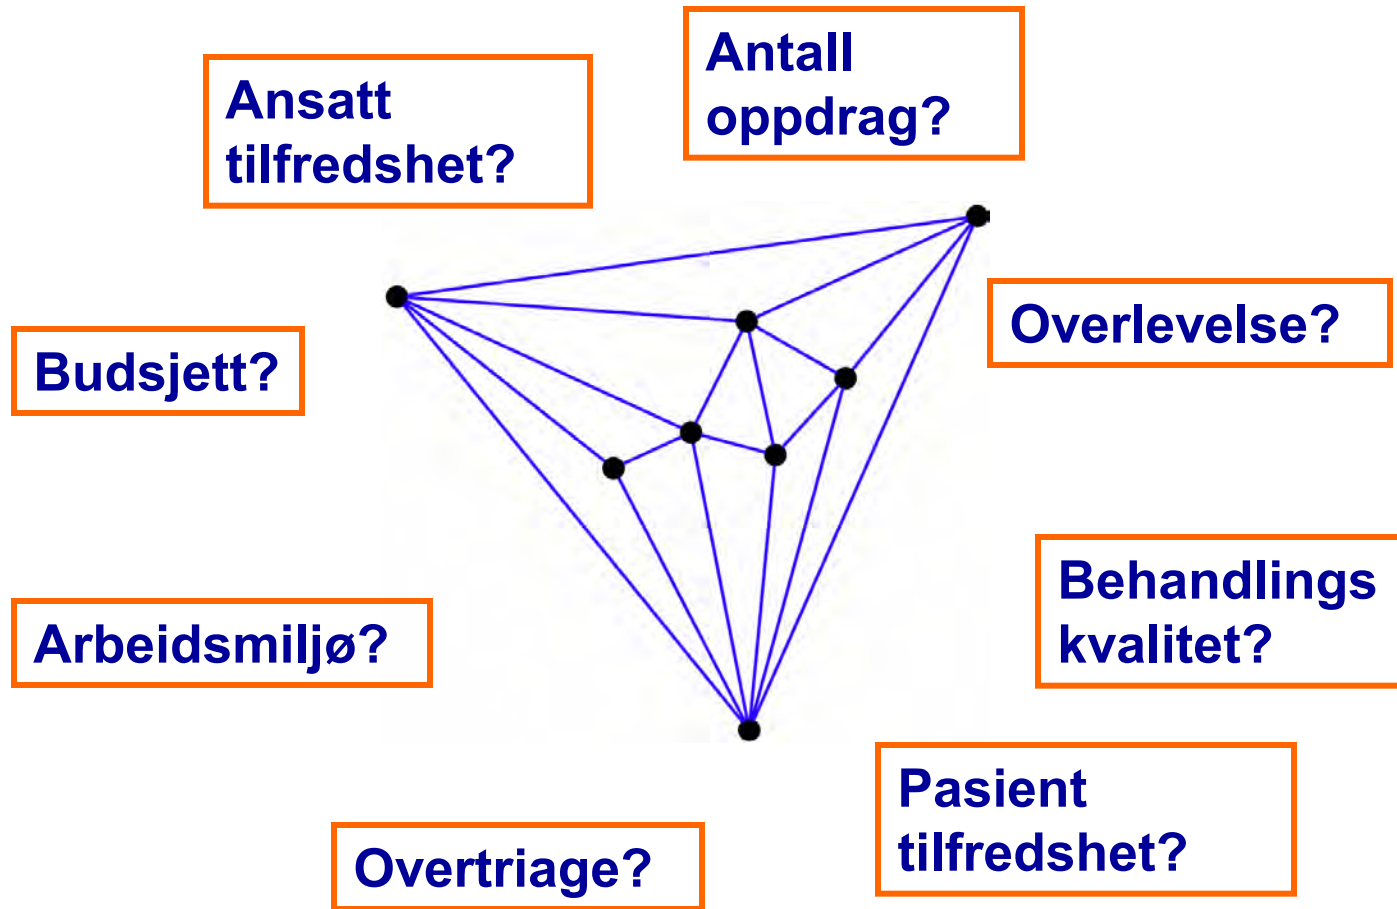 Antall
oppdrag?
Ansatt
tilfredshet?
Overlevelse?
Budsjett?
Behandlings
kvalitet?
Arbeidsmiljø?
Pasient
tilfredshet?
Overtriage?